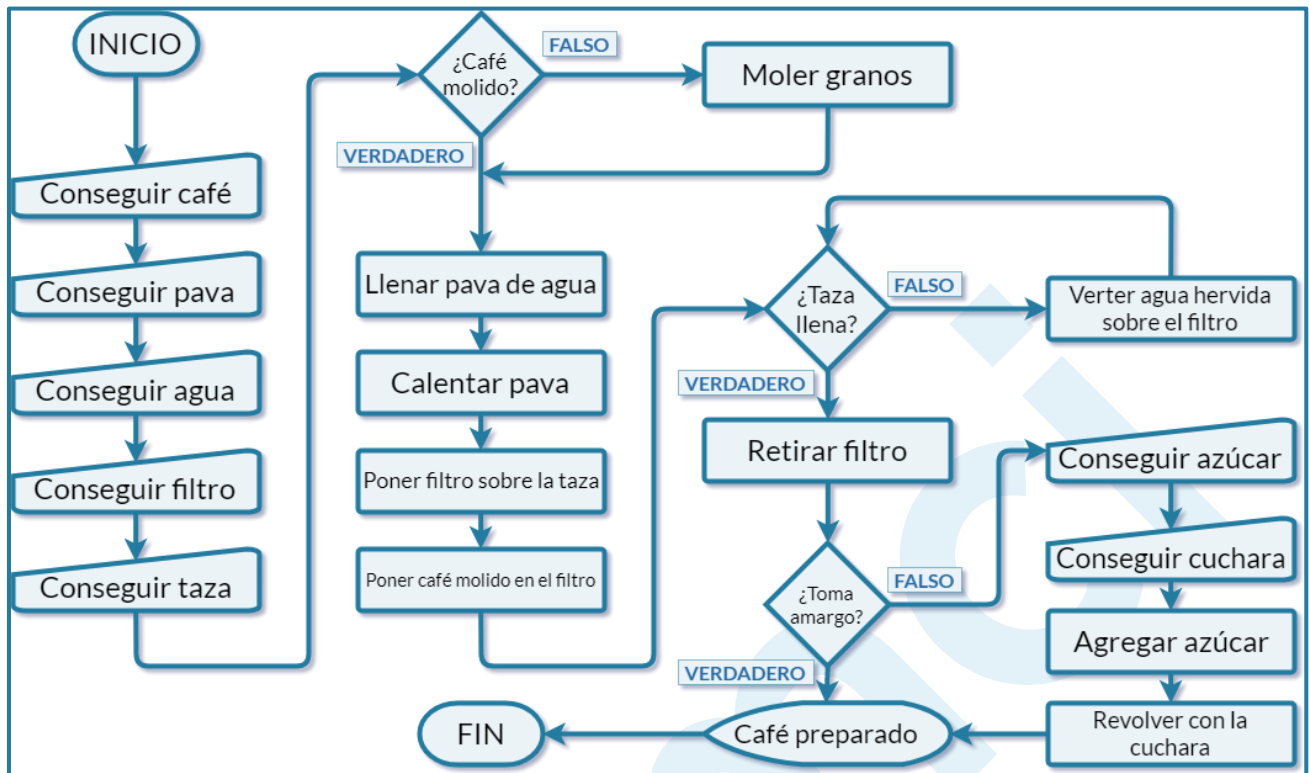 INICIO
Conseguir café
Conseguir pava
Conseguir agua
Conseguir filtro
Conseguir taza
¿Café
molido?
FALSO
Moler granos
VERDADERO
Llenar pava de agua
Calentar pava
Poner filtro sobre la taza
Poner café molido en el filtro
¿Taza
llena?
FALSO
Verter agua hervida
sobre el filtro
VERDADERO
Retirar filtro
¿Toma
amargo?
FALSO
Conseguir azúcar
Conseguir cuchara
Agregar azúcar
Revolver con la
cuchara
VERDADERO
Café preparado
FIN